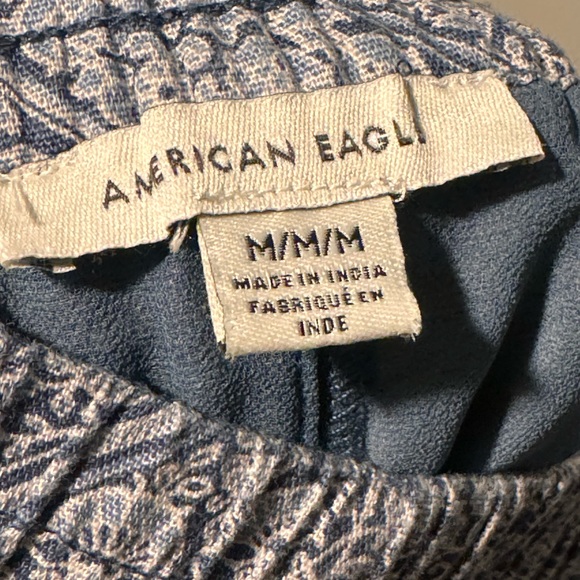 AMERICAN EAGL
M/M/M
MADE IN INDIA
FABRIQUÉ EN
INDE